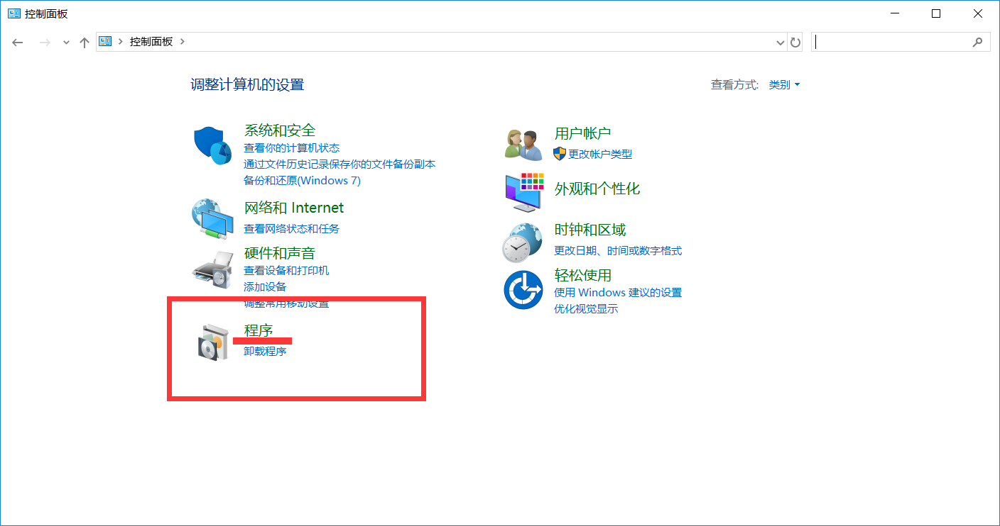 控制面板
控制面板
调整计算机的设置
查看方式: 类别
系统和安全
查看你的计算机状态
通过文件历史记录保存你的文件备份副本
备份和还原(Windows 7)
网络和 Internet
查看网络状态和任务
硬件和声音
查看设备和打印机
添加设备
调整常用移动设置
程序
卸载程序
用户帐户
更改帐户类型
外观和个性化
时钟和区域
更改日期、时间或数字格式
轻松使用
使用 Windows 建议的设置
优化视觉显示